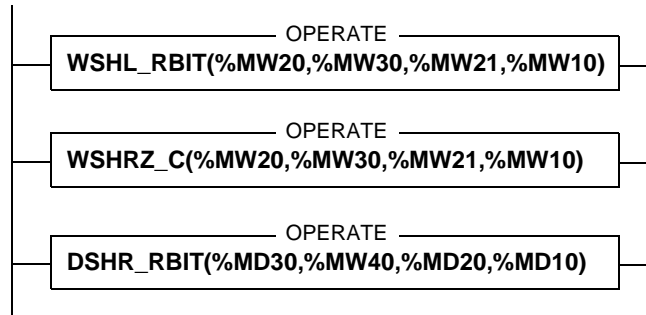 OPERATE
WSHL_RBIT(%MW20,%MW30,%MW21,%MW10)
OPERATE
WSHRZ_C(%MW20,%MW30,%MW21,%MW10)
OPERATE
DSHR_RBIT(%MD30,%MW40,%MD20,%MD10)